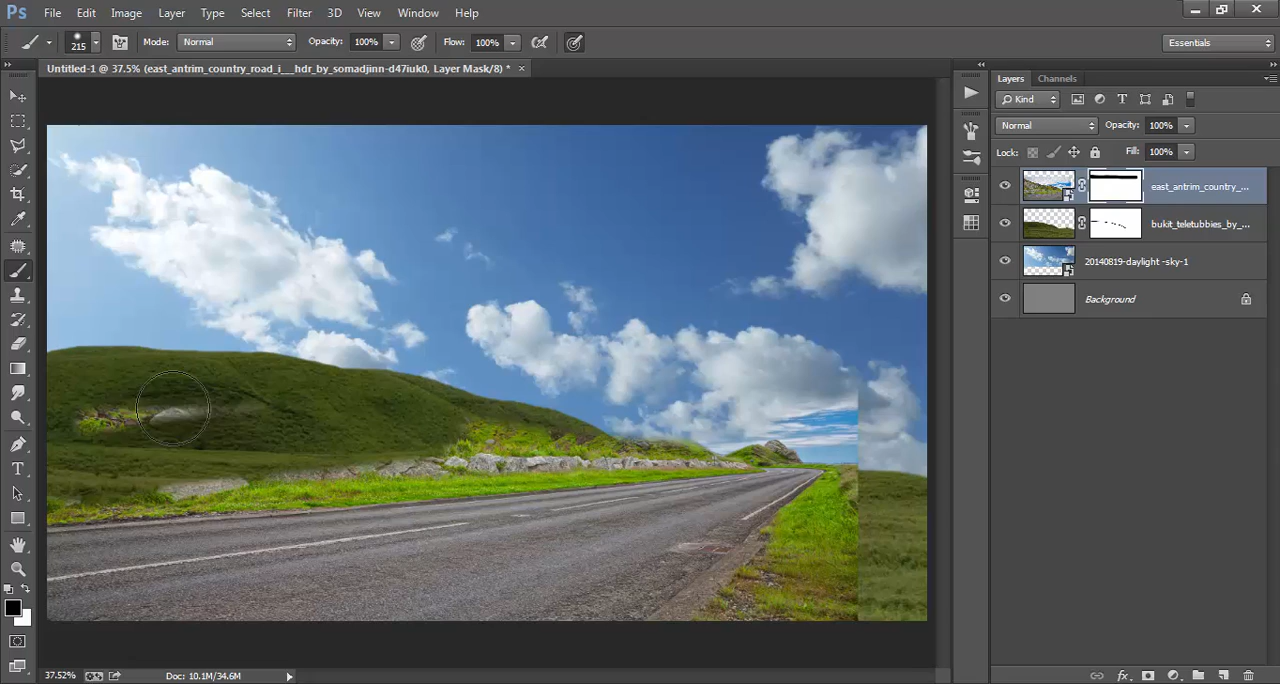 Ps File Edit Image Layer Type Select Filter 3D View Window Help
215 Mode: Normal Opacity: 100% Flow: 100% Essentials
Untitled-1 @ 37.5% (east_antrim_country_road_i___hdr_by_somadjinn-d47iuk0, Layer Mask/8) * ×
Layers Channels
Kind
Normal Opacity: 100%
Lock: Fill: 100%
east_antrim_country_...
bukit_teletubbies_by_...
20140819-daylight -sky-1
Background
37.52% Doc: 10.1M/34.6M